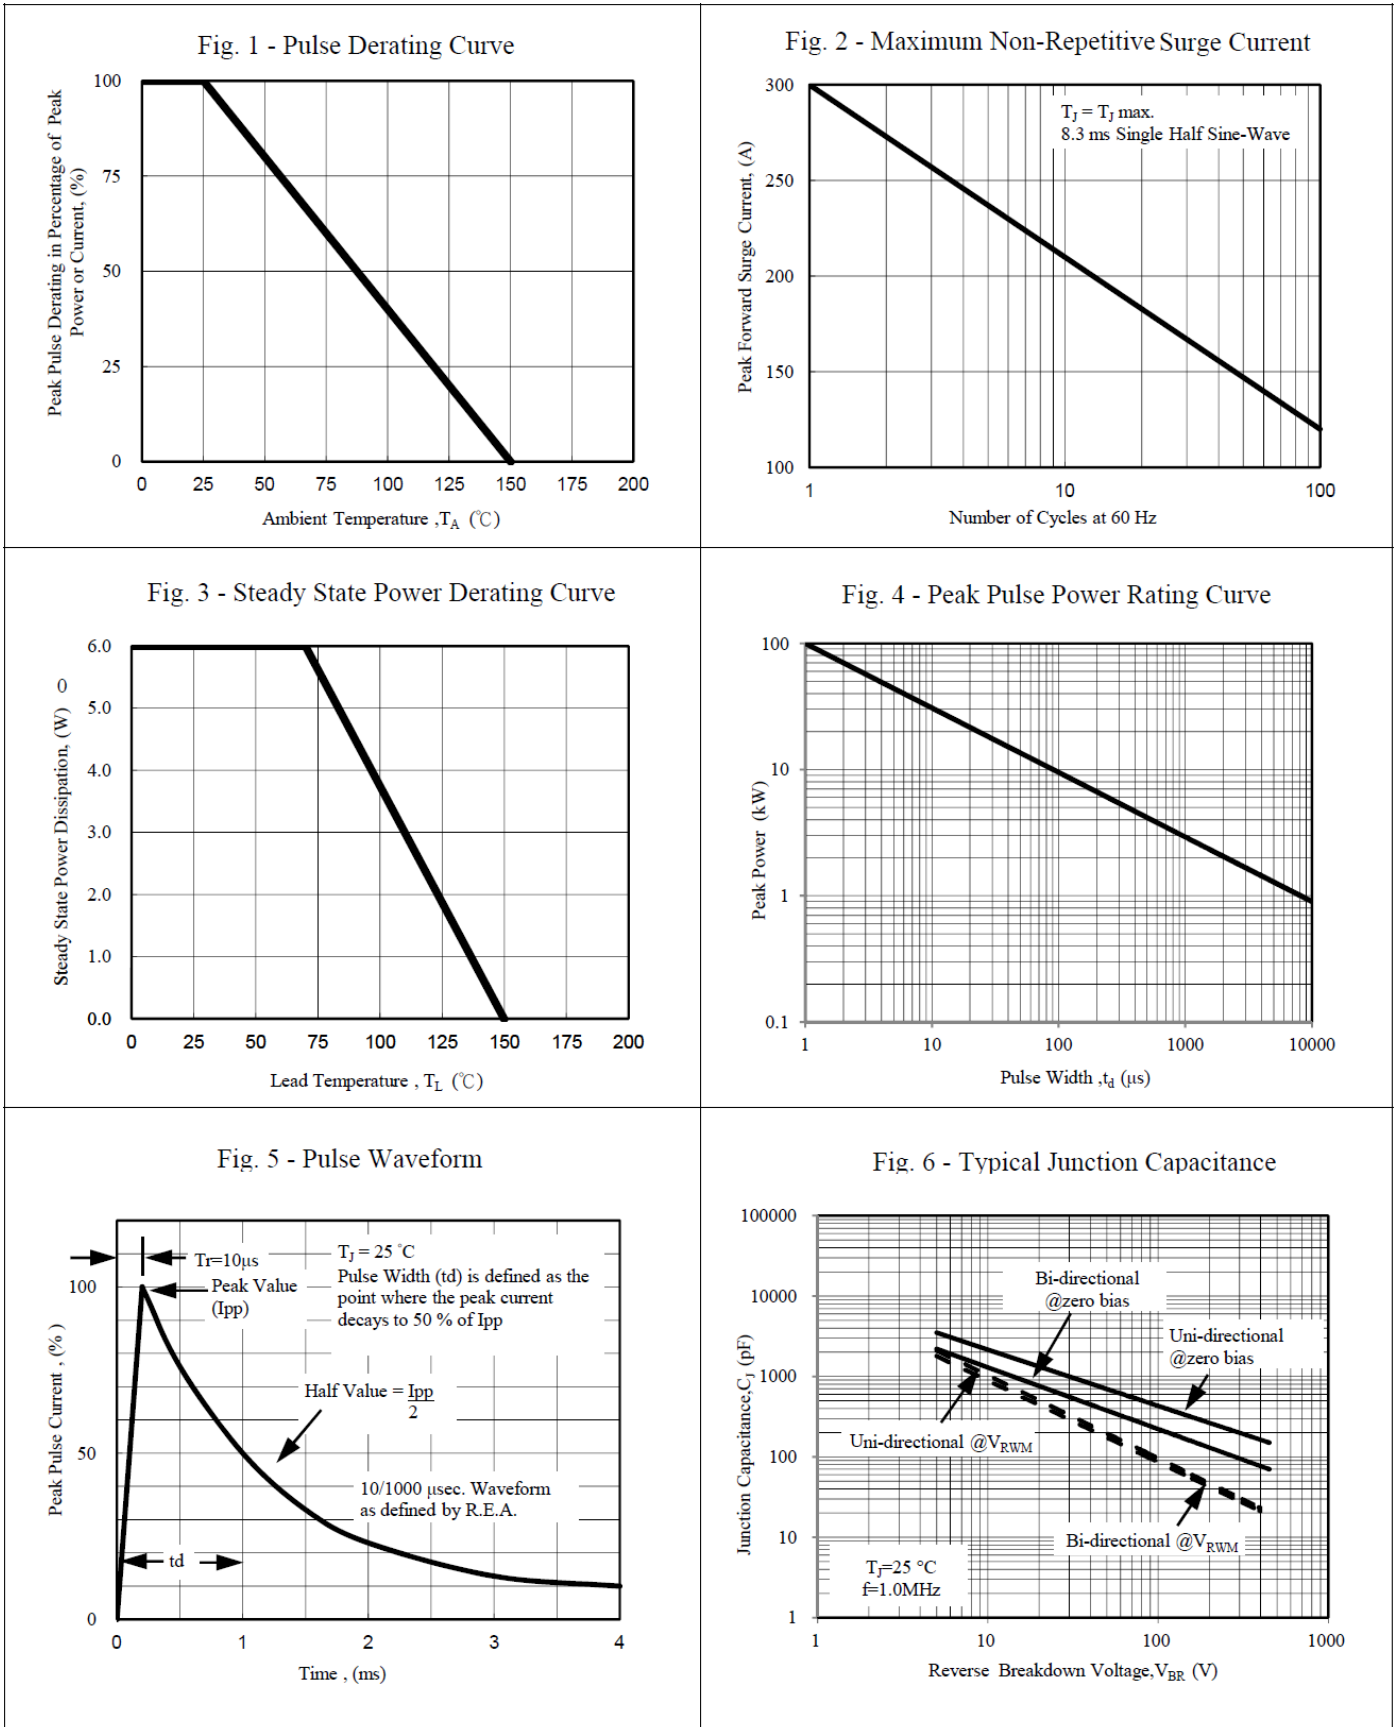 Fig. 1 - Pulse Derating Curve
Peak Pulse Derating in Percentage of Peak
Power or Current, (%)
100
75
50
25
0
0 25 50 75 100 125 150 175 200
Ambient Temperature ,TA (℃)
Fig. 2 - Maximum Non-Repetitive Surge Current
Peak Forward Surge Current, (A)
300
250
200
150
100
TJ = TJ max.
8.3 ms Single Half Sine-Wave
1 10 100
Number of Cycles at 60 Hz
Fig. 3 - Steady State Power Derating Curve
Steady State Power Dissipation, (W) 0
6.0
5.0
4.0
3.0
2.0
1.0
0.0
0 25 50 75 100 125 150 175 200
Lead Temperature , TL (℃)
Fig. 4 - Peak Pulse Power Rating Curve
Peak Power (kW)
100
10
1
0.1
1 10 100 1000 10000
Pulse Width ,td (μs)
Fig. 5 - Pulse Waveform
Peak Pulse Current , (% )
100
50
0
Tr=10μs
Peak Value
(Ipp)
TJ = 25 °C
Pulse Width (td) is defined as the
point where the peak current
decays to 50 % of Ipp
Half Value = Ipp
2
10/1000 μsec. Waveform
as defined by R.E.A.
td
0 1 2 3 4
Time , (ms)
Fig. 6 - Typical Junction Capacitance
Junction Capacitance,CJ (pF)
100000
10000
1000
100
10
1
Bi-directional
@zero bias
Uni-directional
@zero bias
Uni-directional @VRWM
Bi-directional @VRWM
TJ=25 °C
f=1.0MHz
1 10 100 1000
Reverse Breakdown Voltage,VBR (V)